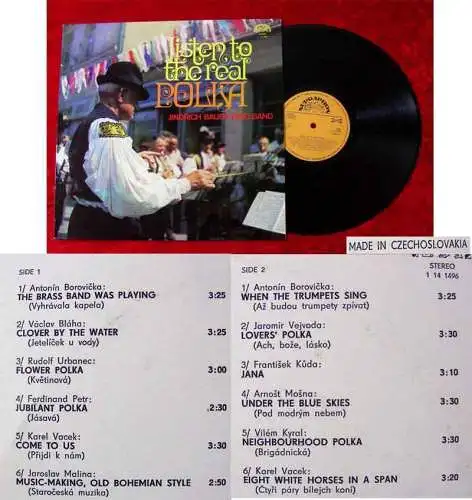 listen to
the real
POLKA
JINDŘICH BAUER BAND
SUPRAPHON
MADE IN CZECHOSLOVAKIA
SIDE 1
1/ Antonín Borovička:
THE BRASS BAND WAS PLAYING 3:25
(Vyhrávala kapela)
2/ Václav Bláha:
CLOVER BY THE WATER 3:25
(Jetelíček u vody)
3/ Rudolf Urbanec:
FLOWER POLKA 3:00
(Květinová)
4/ Ferdinand Petr:
JUBILANT POLKA 2:30
(Jásavá)
5/ Karel Vacek:
COME TO US 3:30
(Přijdi k nám)
6/ Jaroslav Malina:
MUSIC-MAKING, OLD BOHEMIAN STYLE 2:50
(Staročeská muzika)
SIDE 2 STEREO
1 14 1496
1/ Antonín Borovička:
WHEN THE TRUMPETS SING 3:25
(Až budou trumpety zpívat)
2/ Jaromír Vejvoda:
LOVERS' POLKA 3:30
(Ach, bože, lásko)
3/ František Kůda:
JANA 3:10
4/ Arnošt Mošna:
UNDER THE BLUE SKIES 3:30
(Pod modrým nebem)
5/ Vilém Kyral:
NEIGHBOURHOOD POLKA 3:30
(Brigádnická)
6/ Karel Vacek:
EIGHT WHITE HORSES IN A SPAN 3:20
(Čtyři páry bílejch koní)